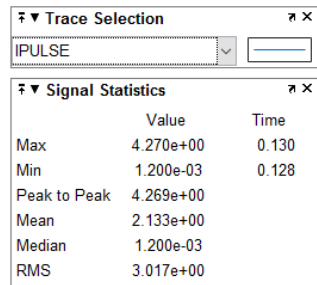 Trace Selection
IPULSE
Signal Statistics
Value Time
Max 4.270e+00 0.130
Min 1.200e-03 0.128
Peak to Peak 4.269e+00
Mean 2.133e+00
Median 1.200e-03
RMS 3.017e+00